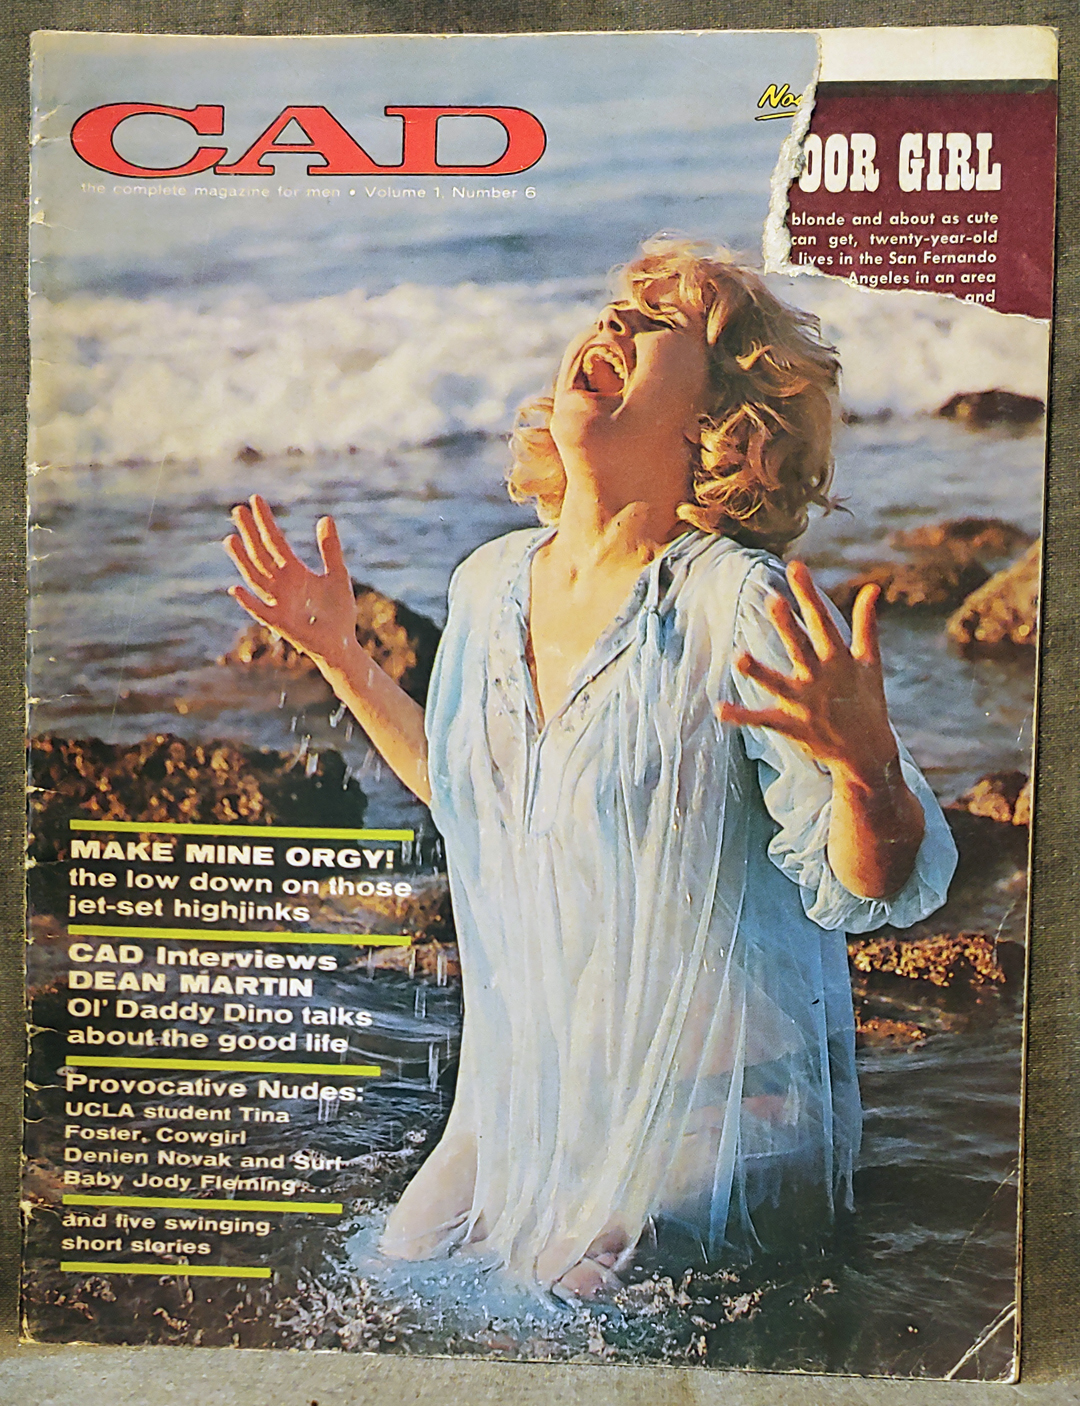 CAD
the complete magazine for men • Volume 1, Number 6
OOR GIRL
blonde and about as cute
can get, twenty-year-old
lives in the San Fernando
Angeles in an area
and
MAKE MINE ORGY!
the low down on those
jet-set highjinks
CAD Interviews
DEAN MARTIN
Ol' Daddy Dino talks
about the good life
Provocative Nudes:
UCLA student Tina
Foster, Cowgirl
Denien Novak and Surf
Baby Jody Fleming...
and five swinging
short stories